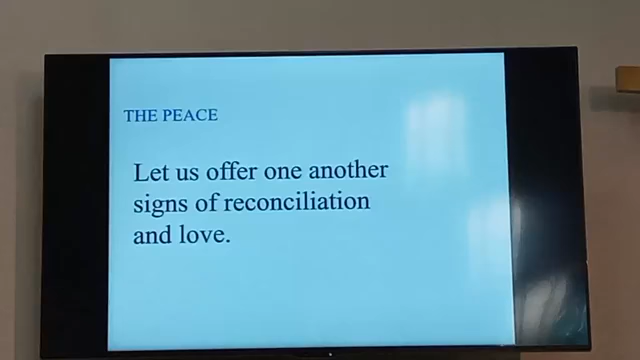 THE PEACE
Let us offer one another
signs of reconciliation
and love.